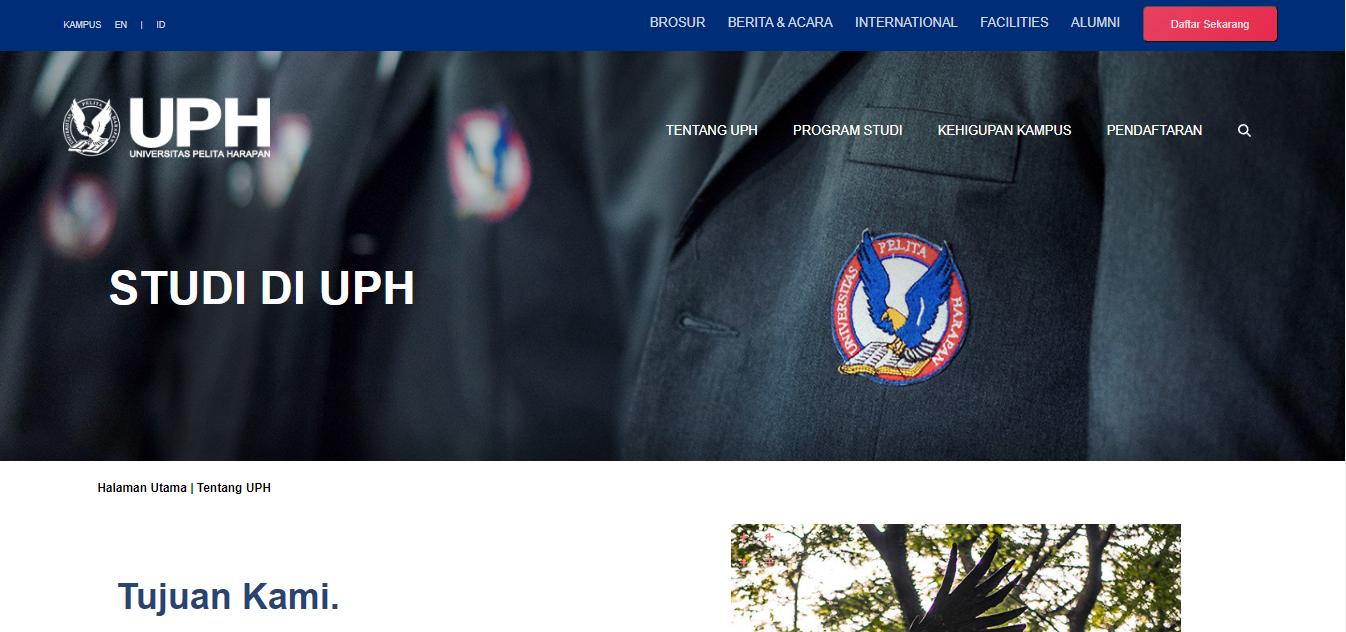 KAMPUS EN | ID
BROSUR BERITA & ACARA INTERNATIONAL FACILITIES ALUMNI Daftar Sekarang
PELITA
UNIVERSITAS
HARAPAN
UPH
UNIVERSITAS PELITA HARAPAN
TENTANG UPH PROGRAM STUDI KEHIGUPAN KAMPUS PENDAFTARAN
STUDI DI UPH
PELITA
UNIVERSITAS
HARAPAN
Halaman Utama | Tentang UPH
Tujuan Kami.